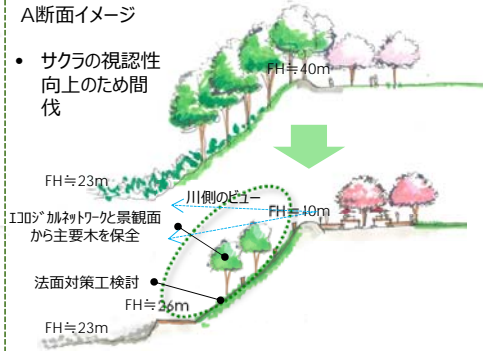 A断面イメージ
• サクラの視認性
向上のため間
伐
FH≒40m
FH≒23m
川側のビュー
FH≒40m
エコロジカルネットワークと景観面
から主要木を保全
法面対策工検討
FH≒26m
FH≒23m